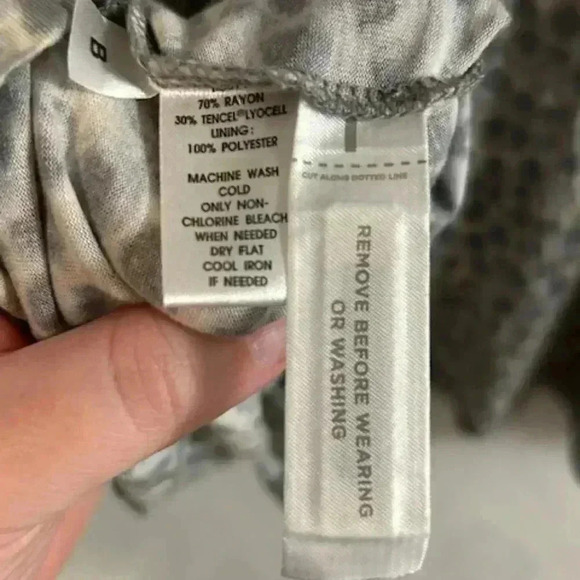 B
70% RAYON
30% TENCEL®LYOCELL
LINING:
100% POLYESTER
MACHINE WASH
COLD
ONLY NON-
CHLORINE BLEACH
WHEN NEEDED
DRY FLAT
COOL IRON
IF NEEDED
CUT ALONG DOTTED LINE
REMOVE BEFORE WEARING
OR WASHING